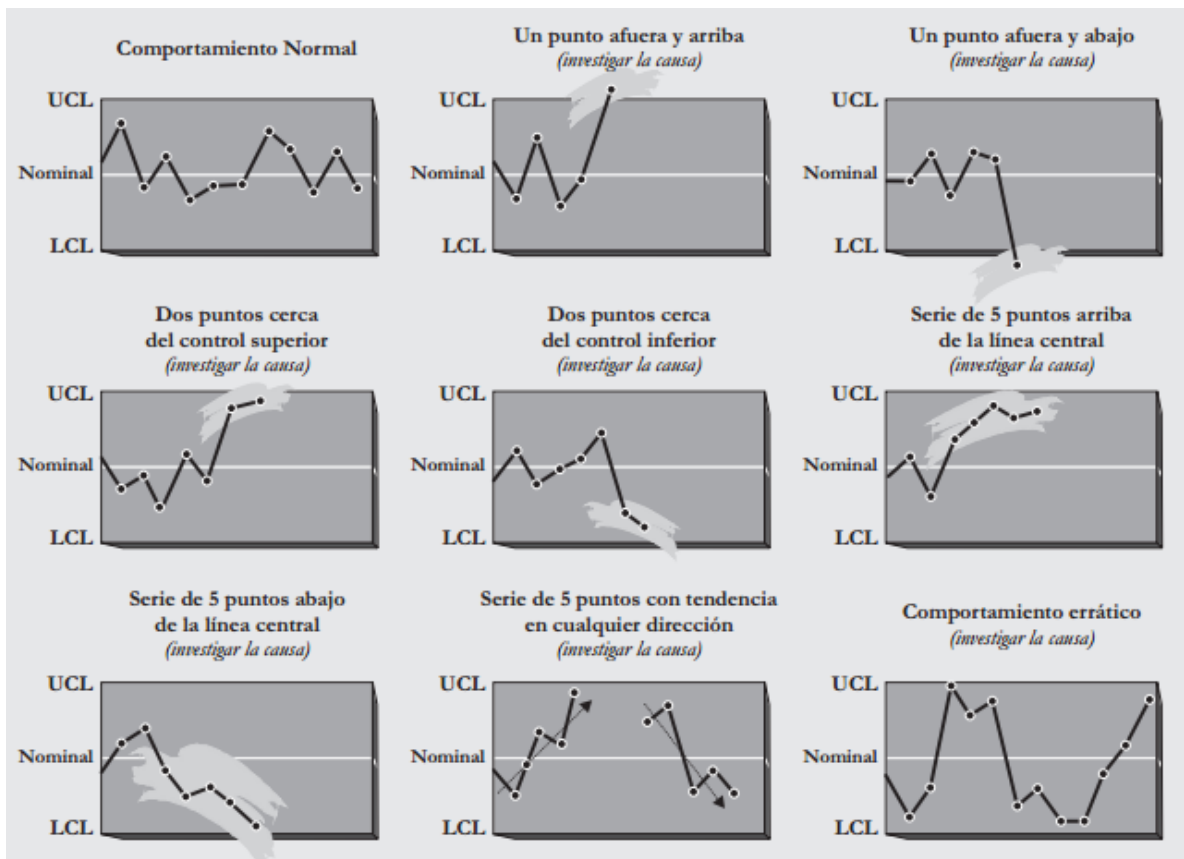 Comportamiento Normal
UCL
Nominal
LCL
Un punto afuera y arriba
(investigar la causa)
UCL
Nominal
LCL
Un punto afuera y abajo
(investigar la causa)
UCL
Nominal
LCL
Dos puntos cerca
del control superior
(investigar la causa)
UCL
Nominal
LCL
Dos puntos cerca
del control inferior
(investigar la causa)
UCL
Nominal
LCL
Serie de 5 puntos arriba
de la línea central
(investigar la causa)
UCL
Nominal
LCL
Serie de 5 puntos abajo
de la línea central
(investigar la causa)
UCL
Nominal
LCL
Serie de 5 puntos con tendencia
en cualquier dirección
(investigar la causa)
UCL
Nominal
LCL
Comportamiento errático
(investigar la causa)
UCL
Nominal
LCL